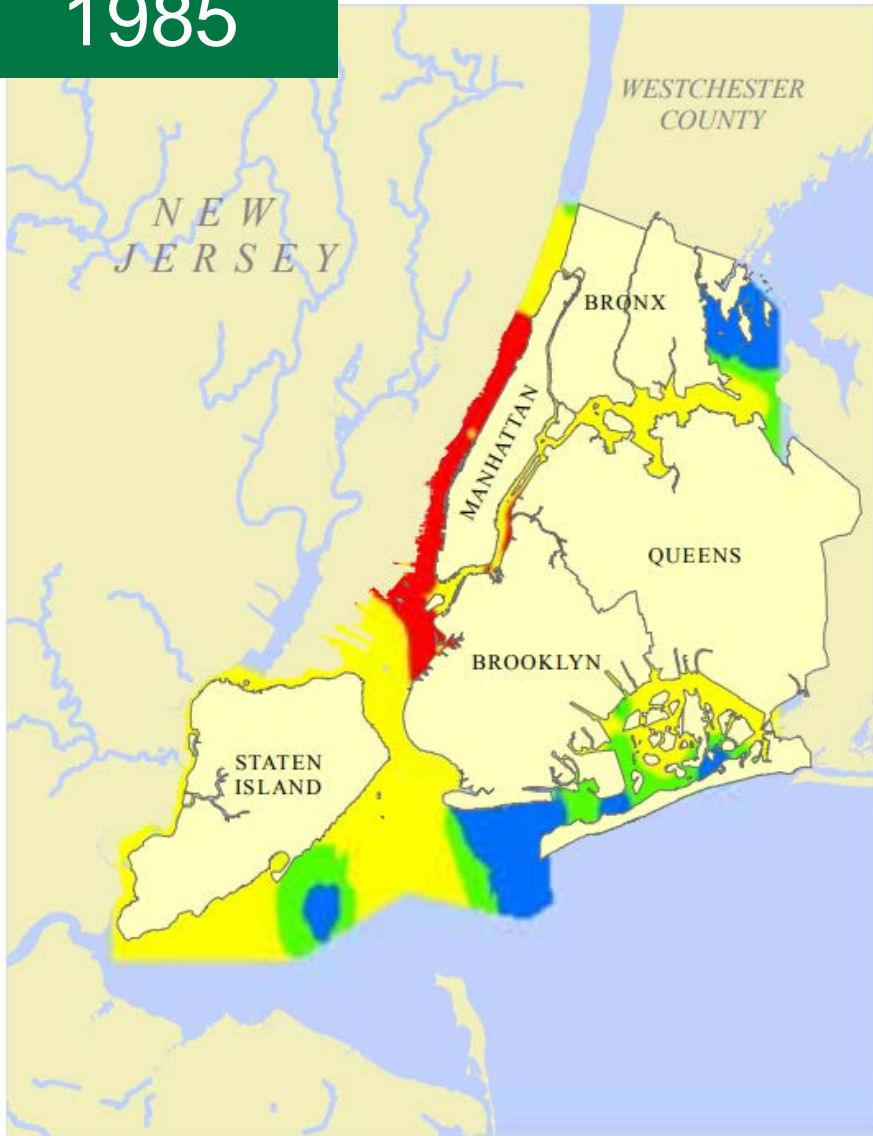 1985
WESTCHESTER
COUNTY
NEW
JERSEY
BRONX
MANHATTAN
QUEENS
BROOKLYN
STATEN
ISLAND